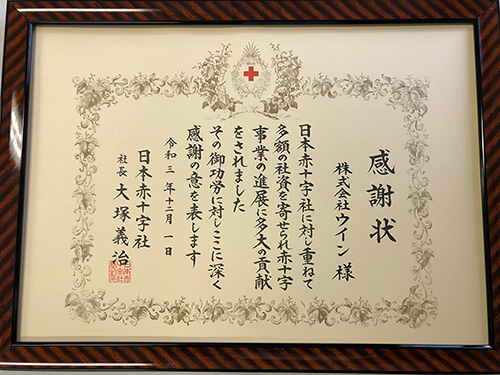 感謝状
株式会社ウイン 様
日本赤十字社に対し重ねて
多額の社資を寄せられ赤十字
事業の進展に多大の貢献
をされました
その御功労に対しここに深く
感謝の意を表します
令和三年十二月一日
日本赤十字社
社長 大塚義治